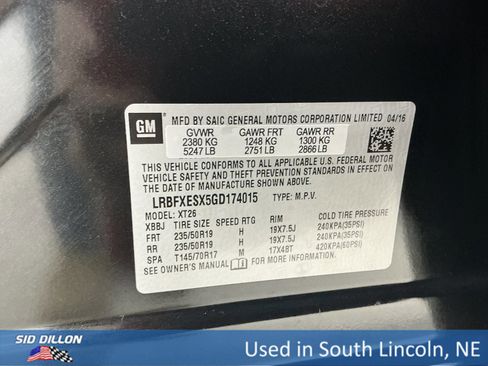 GM
MFD BY SAIC GENERAL MOTORS CORPORATION LIMITED 04/16
GVWR GAWR FRT GAWR RR
2380 KG 1248 KG 1300 KG
5247 LB 2751 LB 2866 LB
THIS VEHICLE CONFORMS TO ALL APPLICABLE U.S. FEDERAL MOTOR
VEHICLE SAFETY AND THEFT PREVENTION STANDARDS IN EFFECT
ON THE DATE OF MANUFACTURE SHOWN ABOVE.
LRBFXESX5GD174015 TYPE: M.P.V.
MODEL: XT26
XBBJ TIRE SIZE SPEED RTG RIM COLD TIRE PRESSURE
FRT 235/50R19 H 19X7.5J 240KPA(35PSI)
RR 235/50R19 H 19X7.5J 240KPA(35PSI)
SPA T145/70R17 M 17X4BT 420KPA(60PSI)
SEE OWNER'S MANUAL FOR MORE INFORMATION.
SID DILLON
Used in South Lincoln, NE